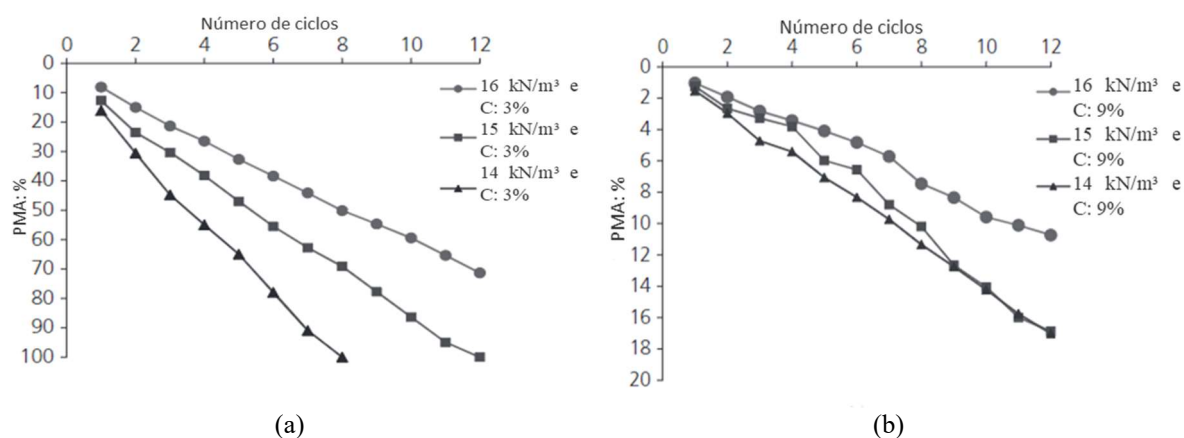 Número de ciclos
0 2 4 6 8 10 12
0
10
20
30
40
50
60
70
80
90
100
PMA: %
16 kN/m³ e
C: 3%
15 kN/m³ e
C: 3%
14 kN/m³ e
C: 3%
(a)
Número de ciclos
0 2 4 6 8 10 12
0
2
4
6
8
10
12
14
16
18
20
PMA: %
16 kN/m³ e
C: 9%
15 kN/m³ e
C: 9%
14 kN/m³ e
C: 9%
(b)